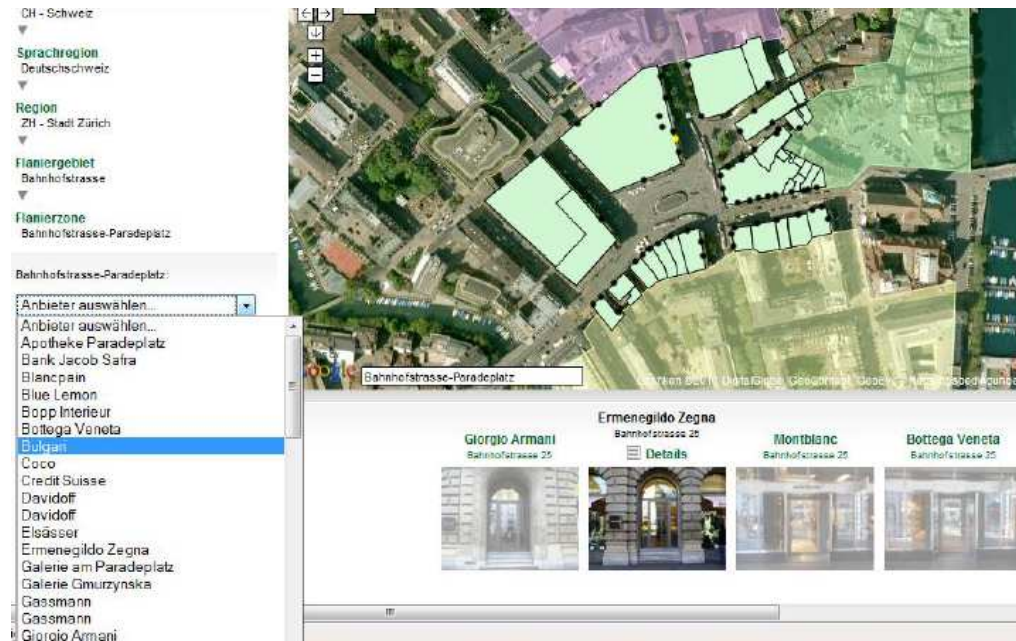 CH - Schweiz
Sprachregion
Deutschschweiz
Region
ZH - Stadt Zürich
Flaniergebiet
Bahnhofstrasse
Flanierzone
Bahnhofstrasse-Paradeplatz
Bahnhofstrasse-Paradeplatz:
Anbieter auswählen...
Anbieter auswählen...
Apotheke Paradeplatz
Bank Jacob Safra
Blancpain
Blue Lemon
Bopp Interieur
Bottega Veneta
Bulgari
Coco
Credit Suisse
Davidoff
Davidoff
Elsässer
Ermenegildo Zegna
Galerie am Paradeplatz
Galerie Gmurzynska
Gassmann
Gassmann
Giorgio Armani
Bahnhofstrasse-Paradeplatz
Giorgio Armani
Bahnhofstrasse 25
Ermenegildo Zegna
Bahnhofstrasse 25
Details
Montblanc
Bahnhofstrasse 25
Bottega Veneta
Bahnhofstrasse 25